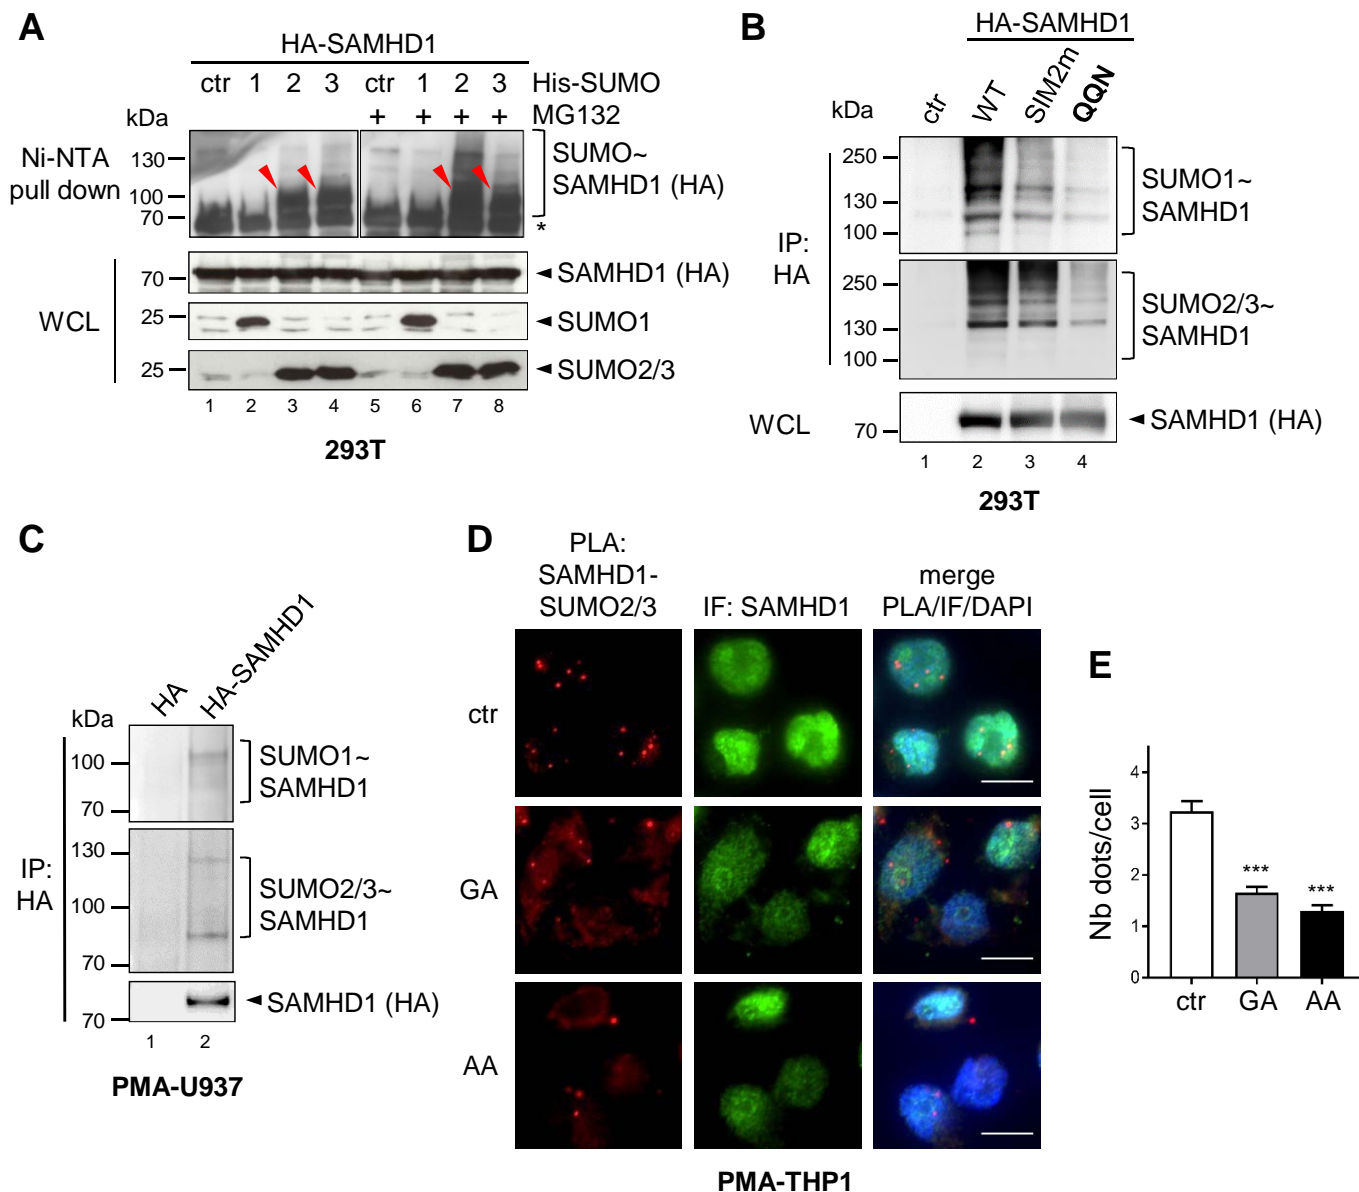 A
HA-SAMHD1
ctr 1 2 3 ctr 1 2 3 His-SUMO
+ + + + MG132
kDa
Ni-NTA
pull down
130
100
70
SUMO~
SAMHD1 (HA)
*
WCL
70
SAMHD1 (HA)
25
SUMO1
25
SUMO2/3
1 2 3 4 5 6 7 8
293T
B
HA-SAMHD1
kDa
ctr WT SIM2m QQN
IP:
HA
250
130
100
SUMO1~
SAMHD1
250
130
100
SUMO2/3~
SAMHD1
WCL
70
SAMHD1 (HA)
1 2 3 4
293T
C
kDa
HA HA-SAMHD1
IP:
HA
100
70
SUMO1~
SAMHD1
130
100
70
SUMO2/3~
SAMHD1
70
SAMHD1 (HA)
1 2
PMA-U937
D
PLA:
SAMHD1-
SUMO2/3
IF: SAMHD1
merge
PLA/IF/DAPI
ctr
GA
AA
PMA-THP1
E
Nb dots/cell
4
3
2
1
0
***
***
ctr GA AA